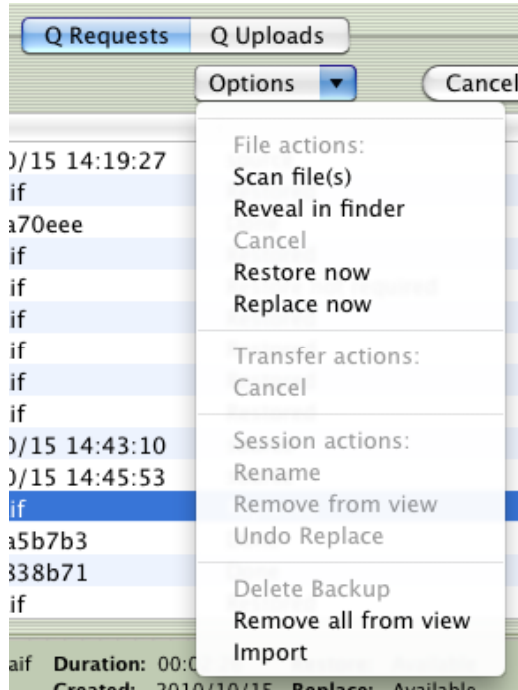 Q Requests Q Uploads
Options Cancel
0/15 14:19:27
File actions:
if
Scan file(s)
a70eee
Reveal in finder
if
Cancel
if
Restore now
if
Replace now
if
Transfer actions:
if
Cancel
if
0/15 14:43:10
Session actions:
0/15 14:45:53
Rename
if
Remove from view
a5b7b3
Undo Replace
838b71
Delete Backup
if
Remove all from view
Import
aif Duration: 00:0
Created: 2010/10/15 Replace: Available